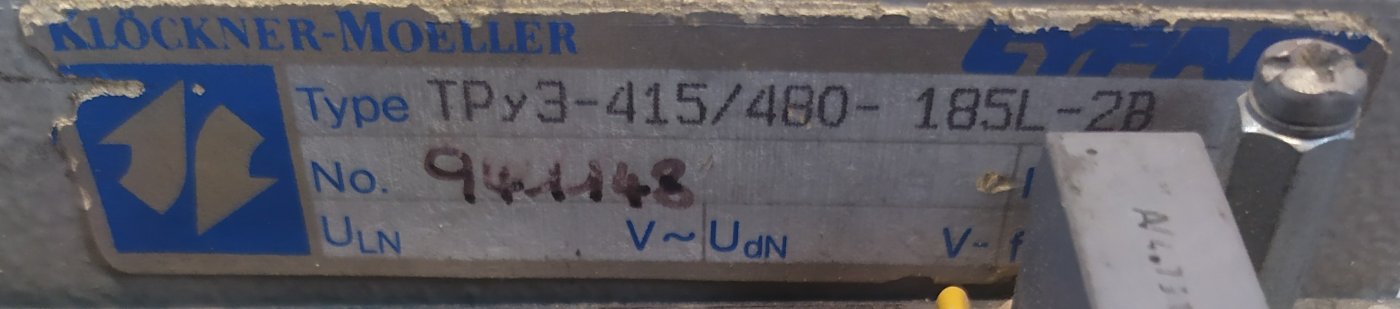 KLÖCKNER-MOELLER
Type TPy3-415/480- 185L-2B
No. 941148
ULN V~ UdN V- f